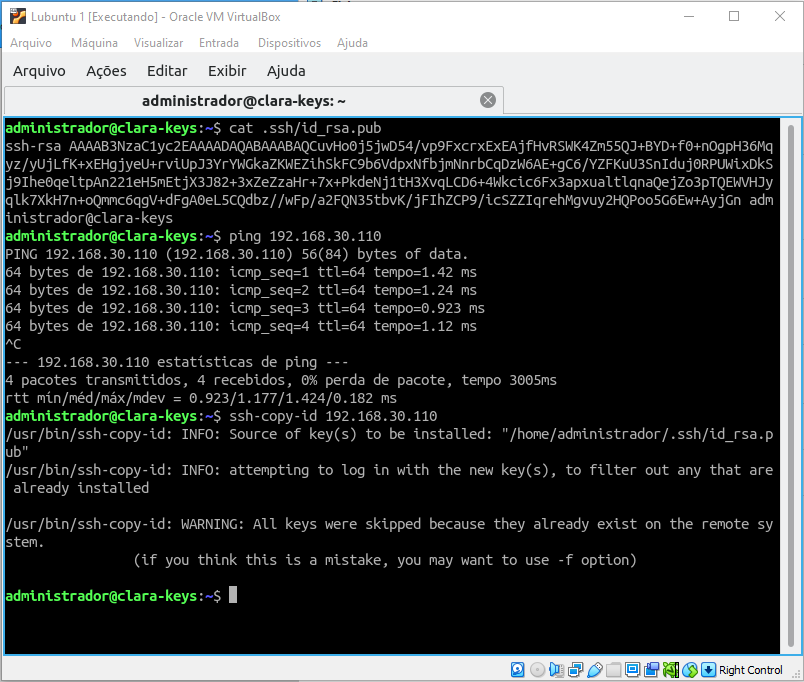 Lubuntu 1 [Executando] - Oracle VM VirtualBox
Arquivo Máquina Visualizar Entrada Dispositivos Ajuda
Arquivo Ações Editar Exibir Ajuda
administrador@clara-keys: ~
administrador@clara-keys:~$ cat .ssh/id_rsa.pub
ssh-rsa AAAAB3NzaC1yc2EAAAADAQABAAABAQCuvHo0j5jwD54/vp9FxcrxExEAjfHvRSWK4Zm55QJ+BYD+f0+nOgpH36Mq
yz/yUjLfK+xEHgjyeU+rviUpJ3YrYWGkaZKWEZihSkFC9b6VdpxNfbjmNnrbCqDzW6AE+gC6/YZFKuU3SnIduj0RPUWixDkS
j9Ihe0qeltpAn221eH5mEtjX3J82+3xZeZzaHr+7x+PkdeNj1tH3XvqLCD6+4Wkcic6Fx3apxualtlqnaQejZo3pTQEWVHJy
qlk7XkH7n+oQmmc6qgV+dFgA0eL5CQdbz//wFp/a2FQN35tbvK/jFIhZCP9/icSZZIqrehMgvuy2HQPoo5G6Ew+AyjGn adm
inistrador@clara-keys
administrador@clara-keys:~$ ping 192.168.30.110
PING 192.168.30.110 (192.168.30.110) 56(84) bytes of data.
64 bytes de 192.168.30.110: icmp_seq=1 ttl=64 tempo=1.42 ms
64 bytes de 192.168.30.110: icmp_seq=2 ttl=64 tempo=1.24 ms
64 bytes de 192.168.30.110: icmp_seq=3 ttl=64 tempo=0.923 ms
64 bytes de 192.168.30.110: icmp_seq=4 ttl=64 tempo=1.12 ms
^C
--- 192.168.30.110 estatísticas de ping ---
4 pacotes transmitidos, 4 recebidos, 0% perda de pacote, tempo 3005ms
rtt mín/méd/máx/mdev = 0.923/1.177/1.424/0.182 ms
administrador@clara-keys:~$ ssh-copy-id 192.168.30.110
/usr/bin/ssh-copy-id: INFO: Source of key(s) to be installed: "/home/administrador/.ssh/id_rsa.p
ub"
/usr/bin/ssh-copy-id: INFO: attempting to log in with the new key(s), to filter out any that are
already installed
/usr/bin/ssh-copy-id: WARNING: All keys were skipped because they already exist on the remote sy
stem.
(if you think this is a mistake, you may want to use -f option)
administrador@clara-keys:~$
Right Control